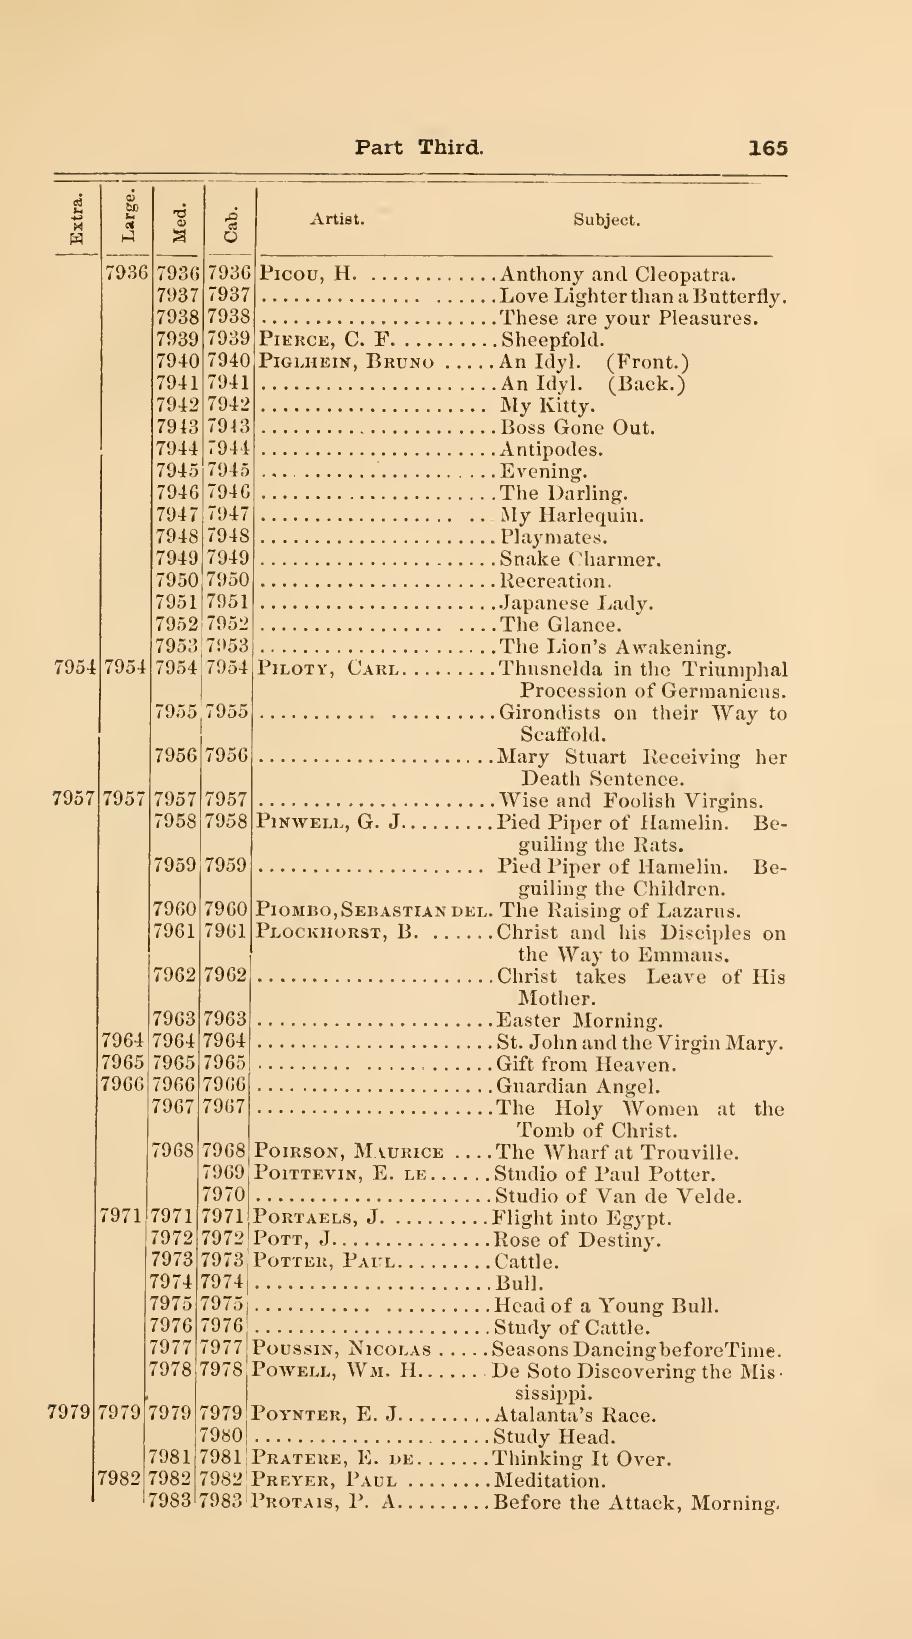 Part Third. 165
Extra. Large. Med. Cab. Artist. Subject.
7936 7936 7936 PICOU, H. ............Anthony and Cleopatra.
7937 7937 ......................Love Lighter than a Butterfly.
7938 7938 ......................These are your Pleasures.
7939 7939 PIERCE, C. F. ..........Sheepfold.
7940 7940 PIGLHEIN, BRUNO .....An Idyl. (Front.)
7941 7941 ......................An Idyl. (Back.)
7942 7942 ..................... My Kitty.
7943 7943 ......................Boss Gone Out.
7944 7944 ......................Antipodes.
7945 7945 ......................Evening.
7946 7946 ......................The Darling.
7947 7947 .................. .. My Harlequin.
7948 7948 ......................Playmates.
7949 7949 ......................Snake Charmer.
7950 7950 ......................Recreation.
7951 7951 ......................Japanese Lady.
7952 7952 ................. ....The Glance.
7953 7953 ......................The Lion's Awakening.
7954 7954 7954 7954 PILOTY, CARL.........Thusnelda in the Triumphal
Procession of Germanicus.
7955 7955 ........... ..........Girondists on their Way to
Scaffold.
7956 7956 ......................Mary Stuart Receiving her
Death Sentence.
7957 7957 7957 7957 ......................Wise and Foolish Virgins.
7958 7958 PINWELL, G. J.........Pied Piper of Hamelin. Be-
guiling the Rats.
7959 7959 ..................... Pied Piper of Hamelin. Be-
guiling the Children.
7960 7960 PIOMBO, SEBASTIAN DEL. The Raising of Lazarus.
7961 7961 PLOCKHORST, B. ......Christ and his Disciples on
the Way to Emmaus.
7962 7962 ......................Christ takes Leave of His
Mother.
7963 7963 ......................Easter Morning.
7964 7964 7964 ......................St. John and the Virgin Mary.
7965 7965 7965 ......... ............Gift from Heaven.
7966 7966 7966 ......................Guardian Angel.
7967 7967 ......................The Holy Women at the
Tomb of Christ.
7968 7968 POIRSON, MAURICE ....The Wharf at Trouville.
7969 POITTEVIN, E. LE......Studio of Paul Potter.
7970 ......................Studio of Van de Velde.
7971 7971 7971 PORTAELS, J. ..........Flight into Egypt.
7972 7972 POTT, J...............Rose of Destiny.
7973 7973 POTTER, PAUL.........Cattle.
7974 7974 ......................Bull.
7975 7975 ........... ..........Head of a Young Bull.
7976 7976 ......................Study of Cattle.
7977 7977 POUSSIN, NICOLAS .....Seasons Dancing before Time.
7978 7978 POWELL, WM. H.......De Soto Discovering the Mis-
sissippi.
7979 7979 7979 7979 POYNTER, E. J.........Atalanta's Race.
7980 ......................Study Head.
7981 7981 PRATERE, E. DE.......Thinking It Over.
7982 7982 7982 PREYER, PAUL ........Meditation.
7983 7983 PROTAIS, P. A.........Before the Attack, Morning.